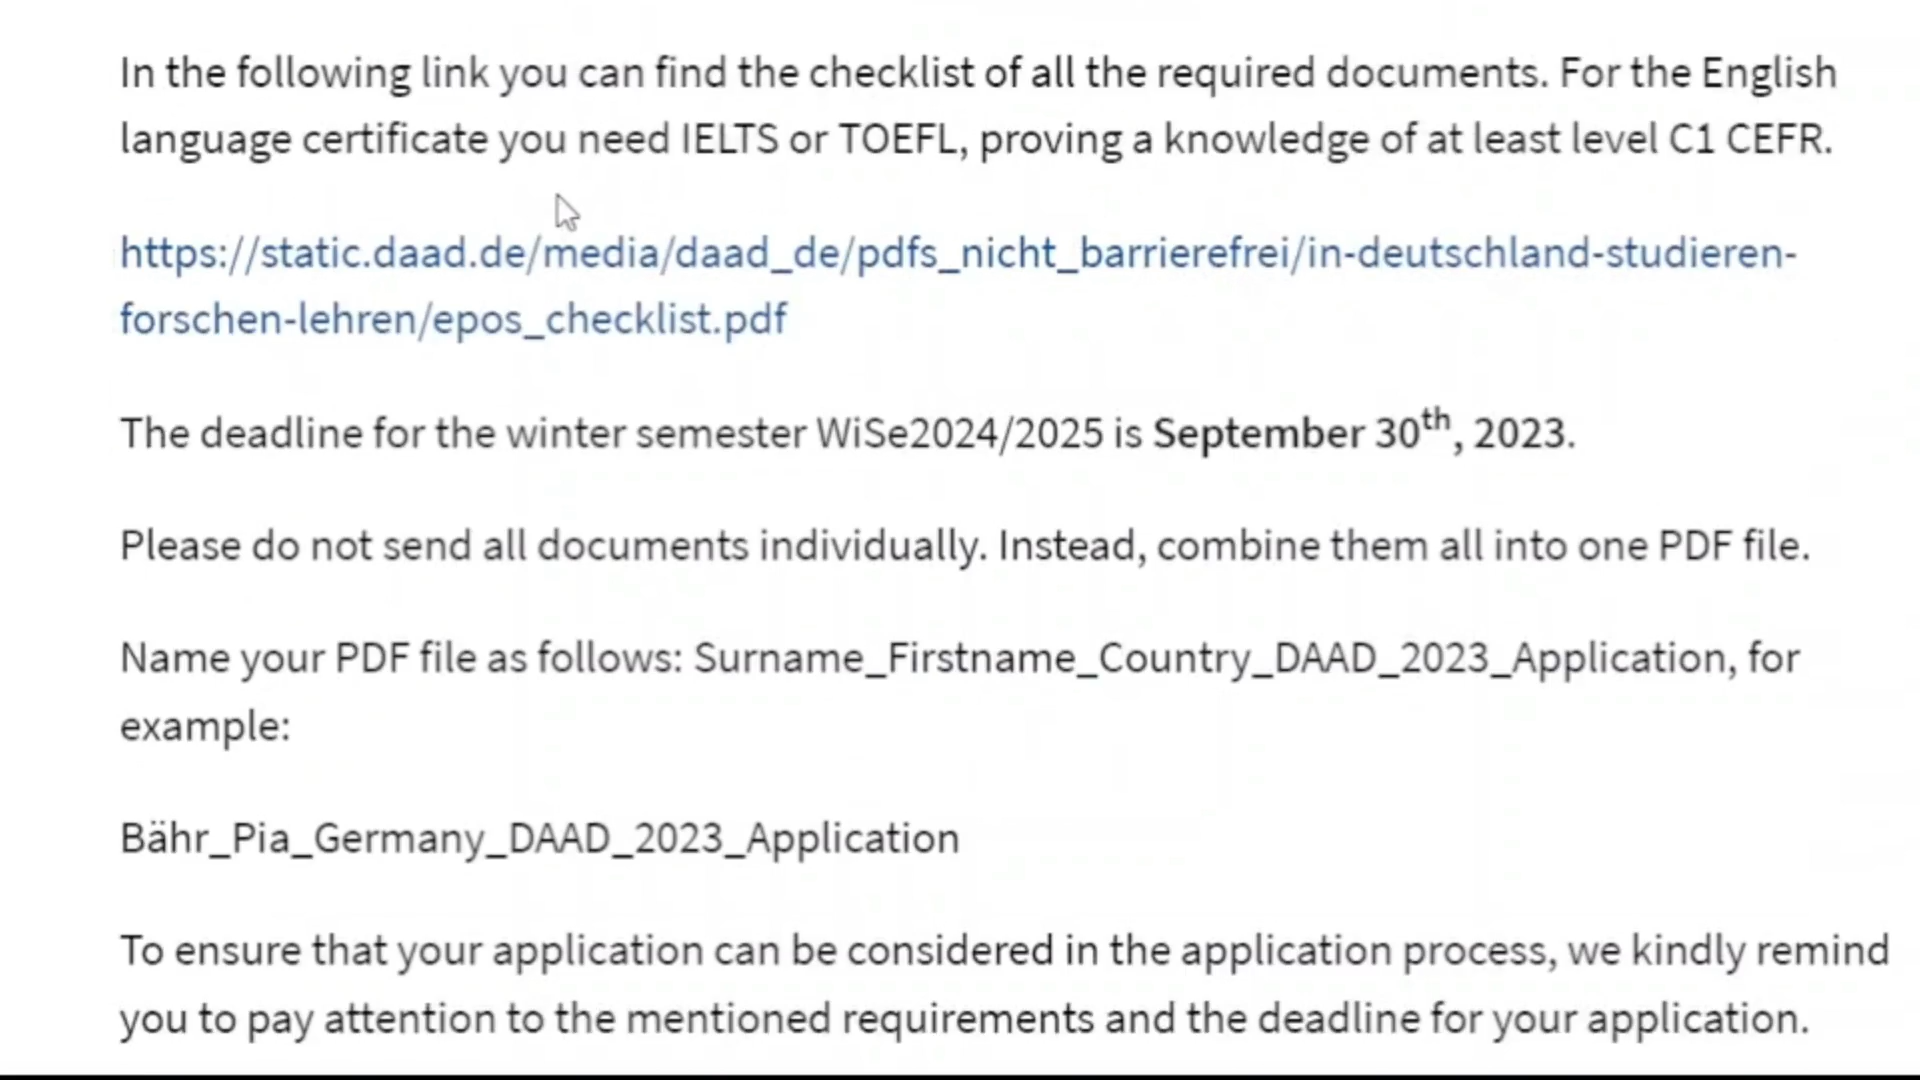 In the following link you can find the checklist of all the required documents. For the English
language certificate you need IELTS or TOEFL, proving a knowledge of at least level C1 CEFR.
https://static.daad.de/media/daad_de/pdfs_nicht_barrierefrei/in-deutschland-studieren-
forschen-lehren/epos_checklist.pdf
The deadline for the winter semester WiSe2024/2025 is September 30th, 2023.
Please do not send all documents individually. Instead, combine them all into one PDF file.
Name your PDF file as follows: Surname_Firstname_Country_DAAD_2023_Application, for
example:
Bähr_Pia_Germany_DAAD_2023_Application
To ensure that your application can be considered in the application process, we kindly remind
you to pay attention to the mentioned requirements and the deadline for your application.